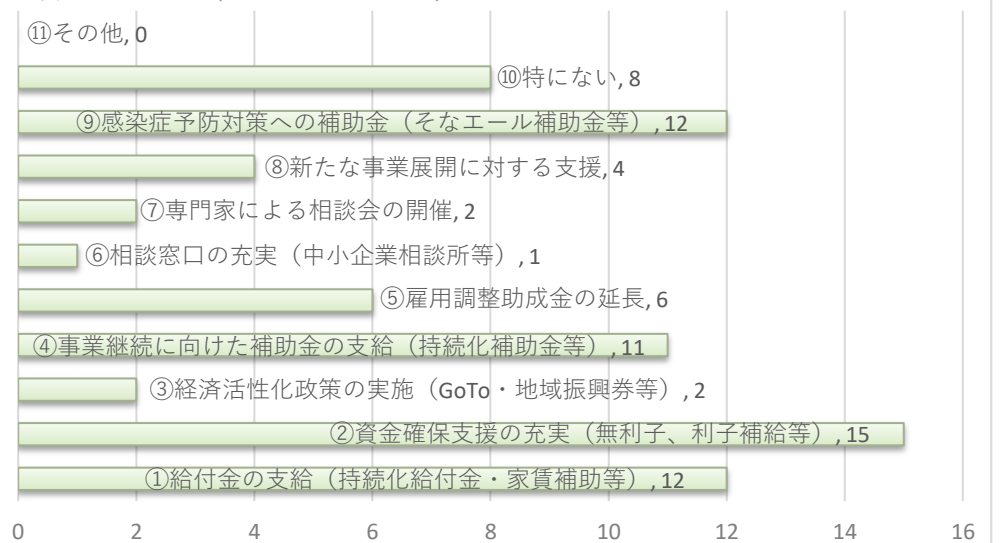 ⑪その他, 0
⑩特にない, 8
⑨感染症予防対策への補助金（そなエール補助金等）, 12
⑧新たな事業展開に対する支援, 4
⑦専門家による相談会の開催, 2
⑥相談窓口の充実（中小企業相談所等）, 1
⑤雇用調整助成金の延長, 6
④事業継続に向けた補助金の支給（持続化補助金等）, 11
③経済活性化政策の実施（GoTo・地域振興券等）, 2
②資金確保支援の充実（無利子、利子補給等）, 15
①給付金の支給（持続化給付金・家賃補助等）, 12
0 2 4 6 8 10 12 14 16